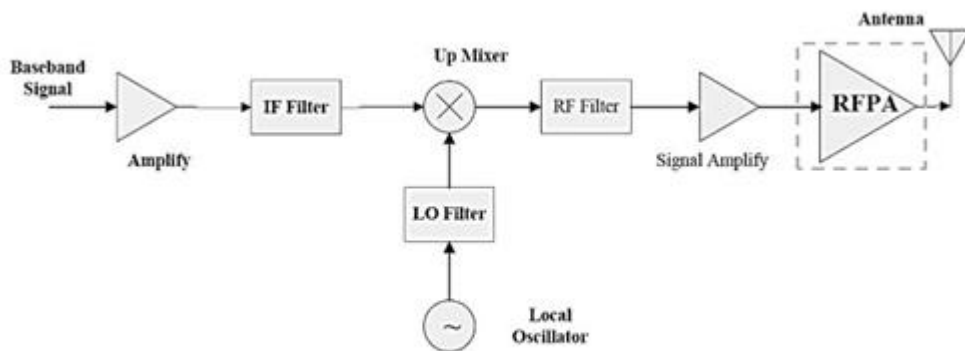 Antenna
Baseband
Signal
Up Mixer
IF Filter
RF Filter
RFPA
Amplify
Signal Amplify
LO Filter
~
Local
Oscillator